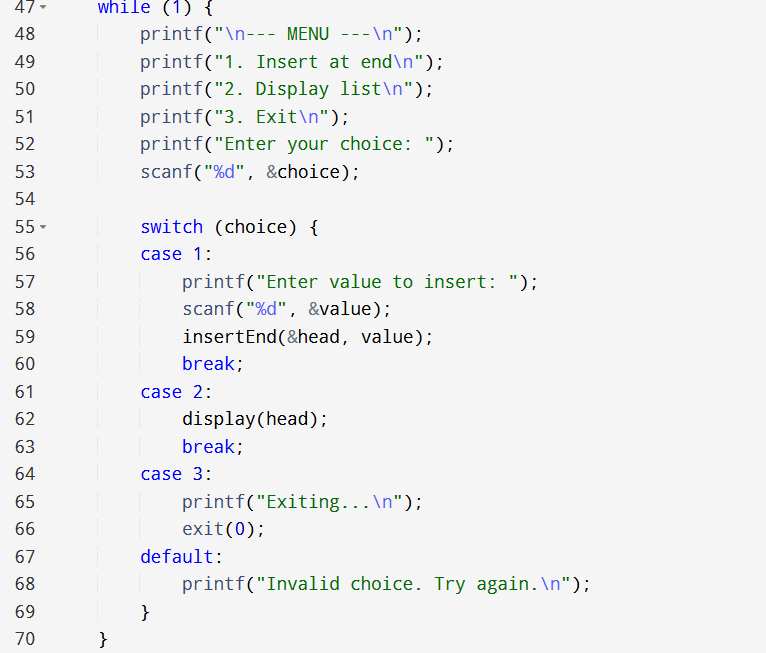 47 while (1) {
48 printf("\n--- MENU ---\n");
49 printf("1. Insert at end\n");
50 printf("2. Display list\n");
51 printf("3. Exit\n");
52 printf("Enter your choice: ");
53 scanf("%d", &choice);
54
55 switch (choice) {
56 case 1:
57 printf("Enter value to insert: ");
58 scanf("%d", &value);
59 insertEnd(&head, value);
60 break;
61 case 2:
62 display(head);
63 break;
64 case 3:
65 printf("Exiting...\n");
66 exit(0);
67 default:
68 printf("Invalid choice. Try again.\n");
69 }
70 }